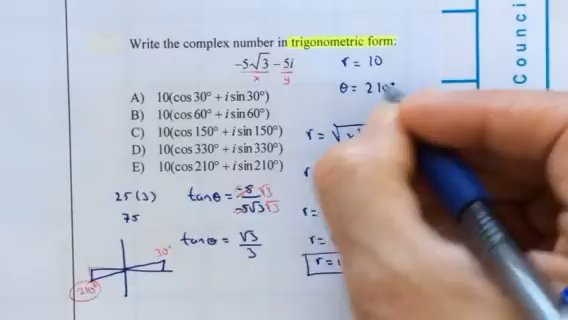 Write the complex number in trigonometric form:
-5√3 - 5i
x y
r = 10
θ = 210°
A) 10(cos 30° + i sin 30°)
B) 10(cos 60° + i sin 60°)
C) 10(cos 150° + i sin 150°)
D) 10(cos 330° + i sin 330°)
E) 10(cos 210° + i sin 210°)
25(3)
75
tanθ = -5√3 / -5√3√3
tanθ = √3 / 3
30°
210°
r = √
r
r =
r =
r =
Counci